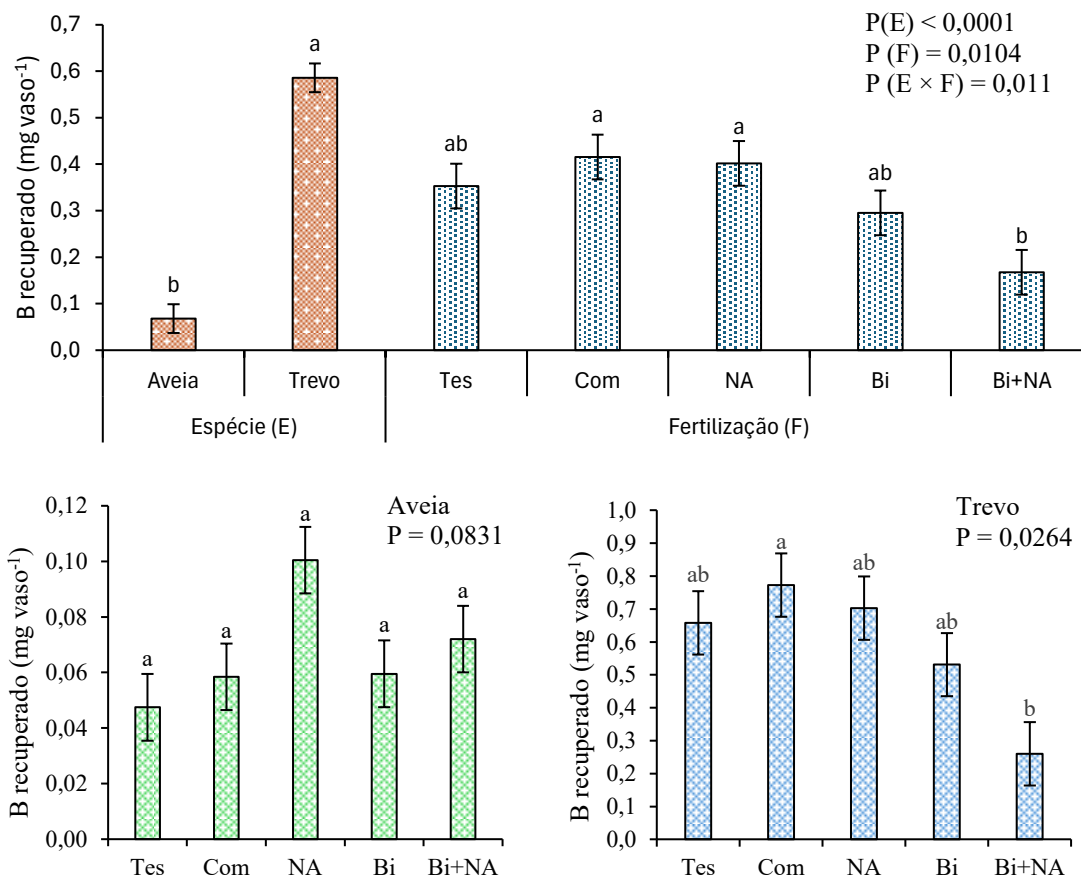 B recuperado (mg vaso⁻¹)
0,7
0,6
0,5
0,4
0,3
0,2
0,1
0,0
b
a
ab
a
a
ab
b
P(E) < 0,0001
P (F) = 0,0104
P (E × F) = 0,011
Aveia
Trevo
Tes
Com
NA
Bi
Bi+NA
Espécie (E)
Fertilização (F)
B recuperado (mg vaso⁻¹)
0,12
0,10
0.08
0.06
0.04
0.02
0.00
a
a
a
a
a
Aveia
P = 0,0831
Tes
Com
NA
Bi
Bi+NA
B recuperado (mg vaso⁻¹)
1,0
0,9
0,8
0,7
0,6
0,5
0,4
0,3
0,2
0,1
0,0
ab
a
ab
ab
b
Trevo
P = 0,0264
Tes
Com
NA
Bi
Bi+NA